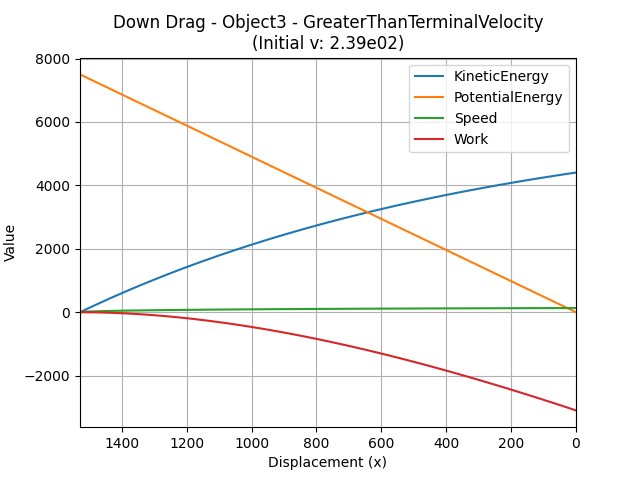 Down Drag - Object3 - GreaterThanTerminalVelocity
(Initial v: 2.39e02)
KineticEnergy
PotentialEnergy
Speed
Work
Value
8000
6000
4000
2000
0
−2000
1400 1200 1000 800 600 400 200 0
Displacement (x)